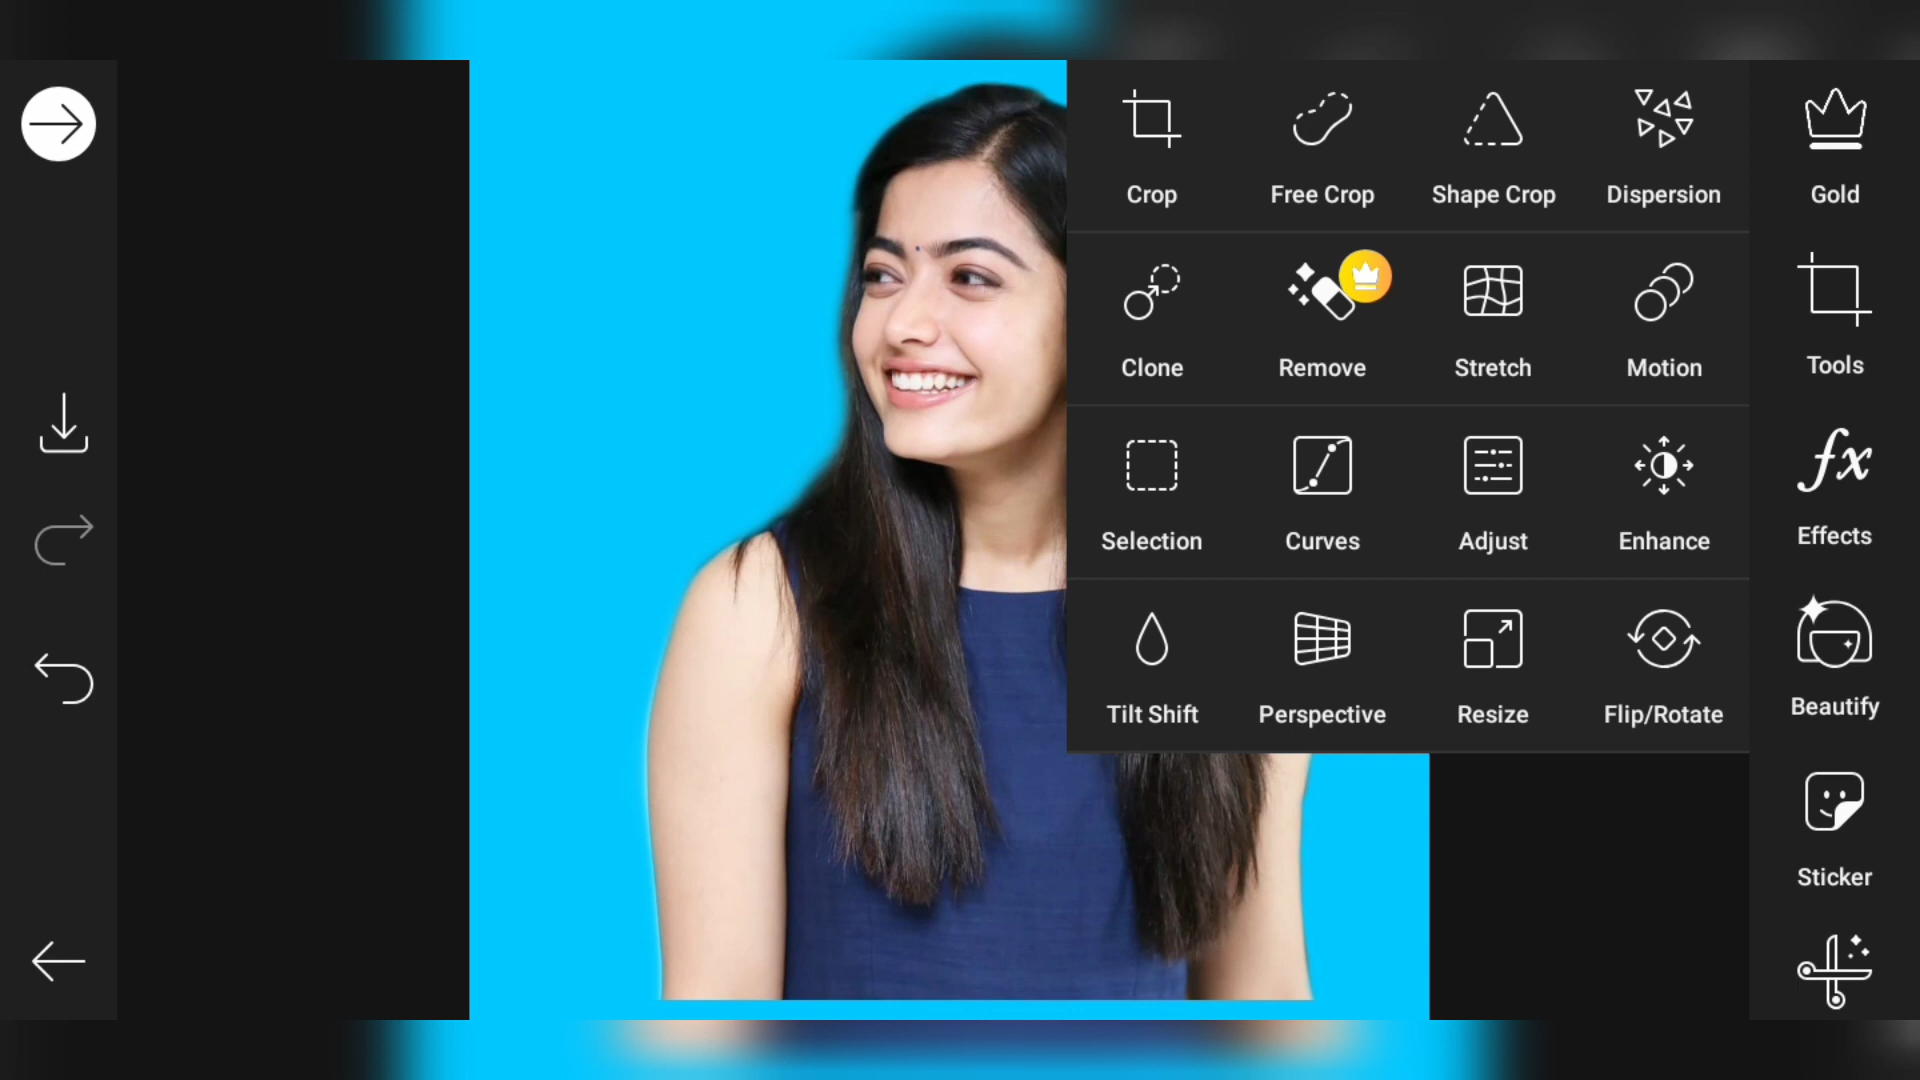 Crop Free Crop Shape Crop Dispersion
Clone Remove Stretch Motion
Selection Curves Adjust Enhance
Tilt Shift Perspective Resize Flip/Rotate
Gold
Tools
fx
Effects
Beautify
Sticker